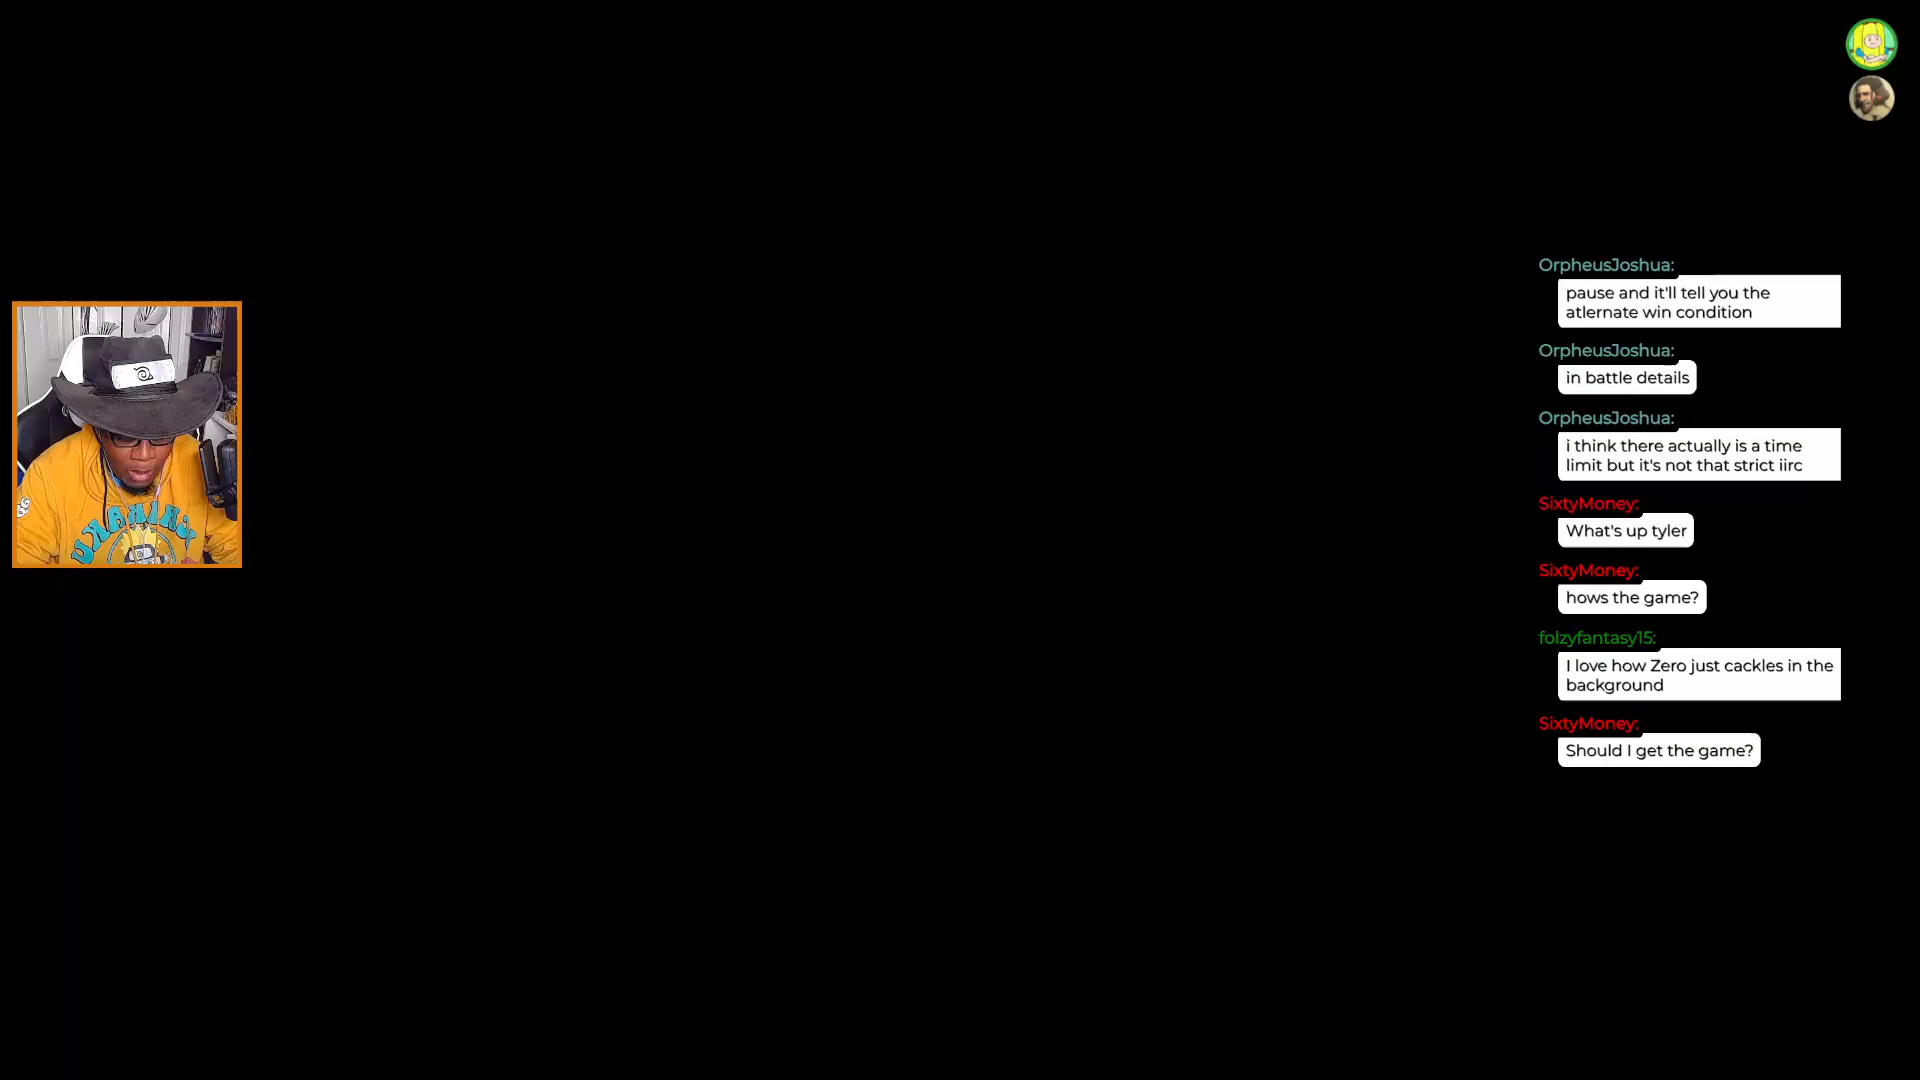 OrpheusJoshua:
pause and it'll tell you the
atlernate win condition
OrpheusJoshua:
in battle details
OrpheusJoshua:
i think there actually is a time
limit but it's not that strict iirc
SixtyMoney:
What's up tyler
SixtyMoney:
hows the game?
folzyfantasy15:
I love how Zero just cackles in the
background
SixtyMoney:
Should I get the game?